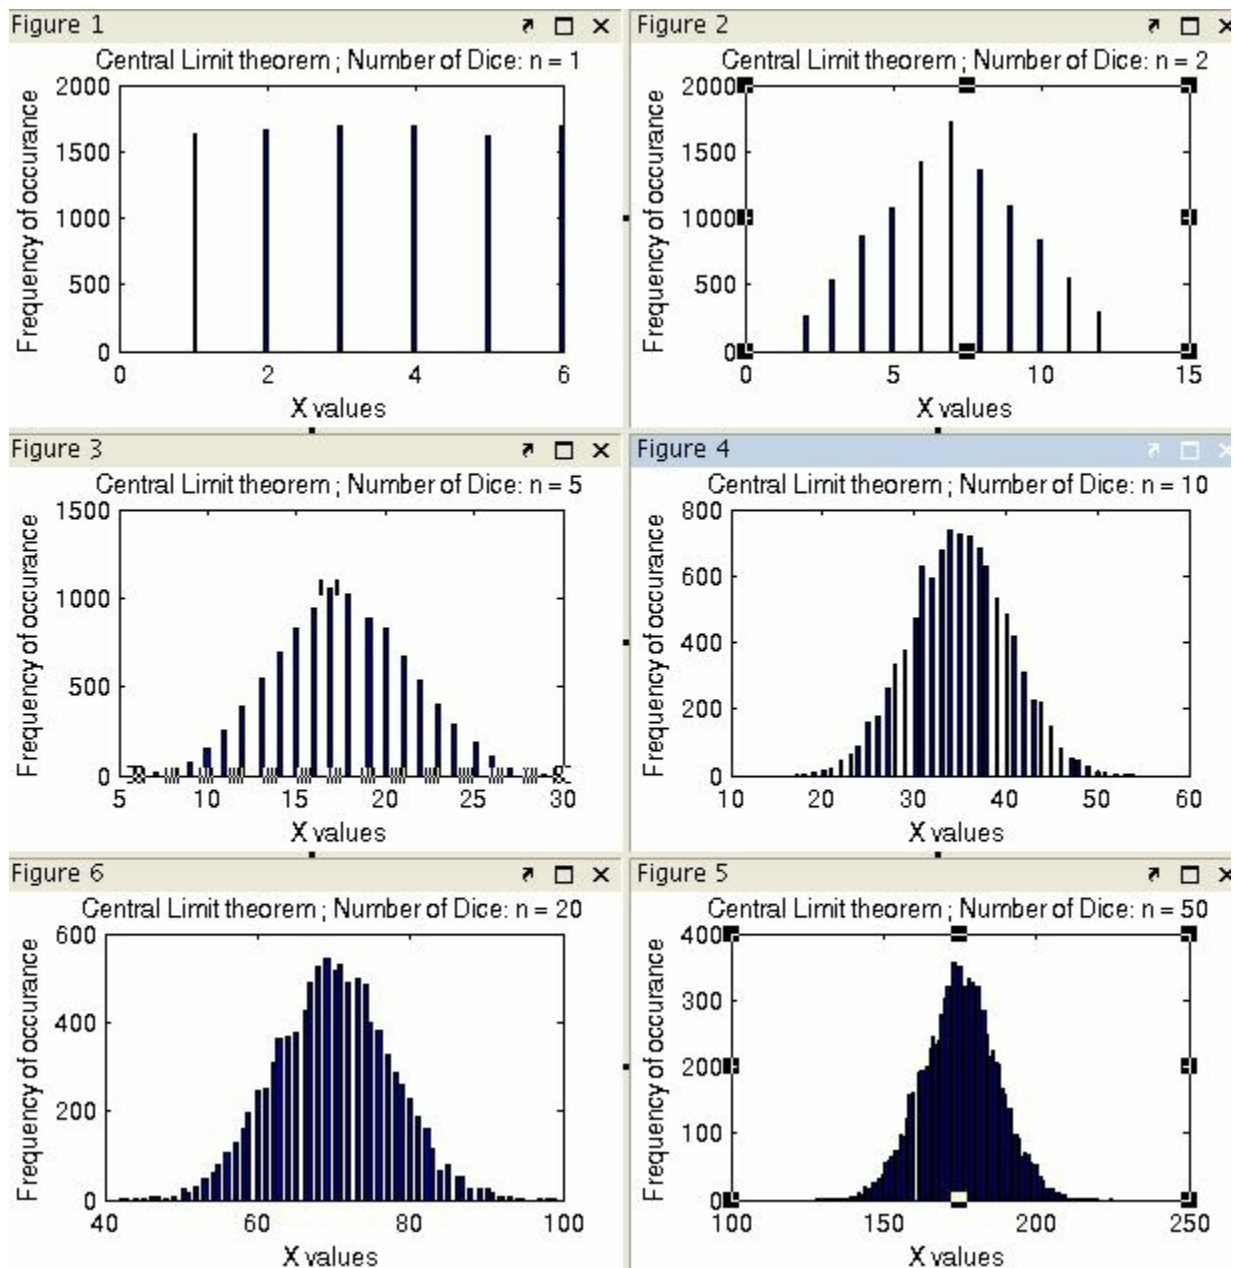 Figure 1
Central Limit theorem ; Number of Dice: n = 1
Frequency of occurance
2000
1500
1000
500
0
0 2 4 6
X values
Figure 2
Central Limit theorem ; Number of Dice: n = 2
Frequency of occurance
2000
1500
1000
500
0
0 5 10 15
X values
Figure 3
Central Limit theorem ; Number of Dice: n = 5
Frequency of occurance
1500
1000
500
0
5 10 15 20 25 30
X values
Figure 4
Central Limit theorem ; Number of Dice: n = 10
Frequency of occurance
800
600
400
200
0
10 20 30 40 50 60
X values
Figure 6
Central Limit theorem ; Number of Dice: n = 20
Frequency of occurance
600
400
200
0
40 60 80 100
X values
Figure 5
Central Limit theorem ; Number of Dice: n = 50
Frequency of occurance
400
300
200
100
0
100 150 200 250
X values